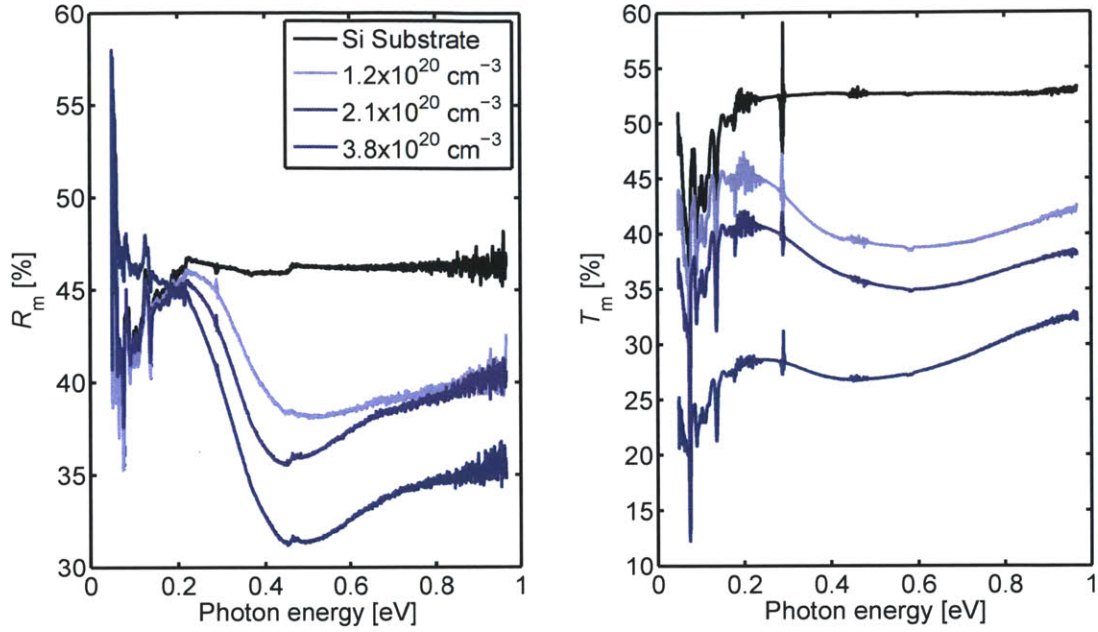 60
55
50
45
40
35
30
R_m [%]
0 0.2 0.4 0.6 0.8 1
Photon energy [eV]
Si Substrate
1.2x10^20 cm^−3
2.1x10^20 cm^−3
3.8x10^20 cm^−3
60
55
50
45
40
35
30
25
20
15
10
T_m [%]
0 0.2 0.4 0.6 0.8 1
Photon energy [eV]